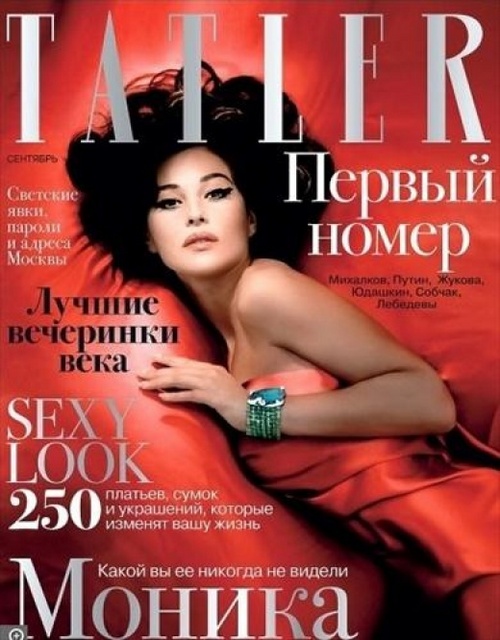 TATLER
СЕНТЯБРЬ
Светские
явки,
пароли
и адреса
Москвы
Первый
номер
Михалков, Путин, Жукова,
Юдашкин, Собчак,
Лебедевы
Лучшие
вечеринки
века
SEXY
LOOK
250 платьев, сумок
и украшений, которые
изменят вашу жизнь
Какой вы ее никогда не видели
Моника